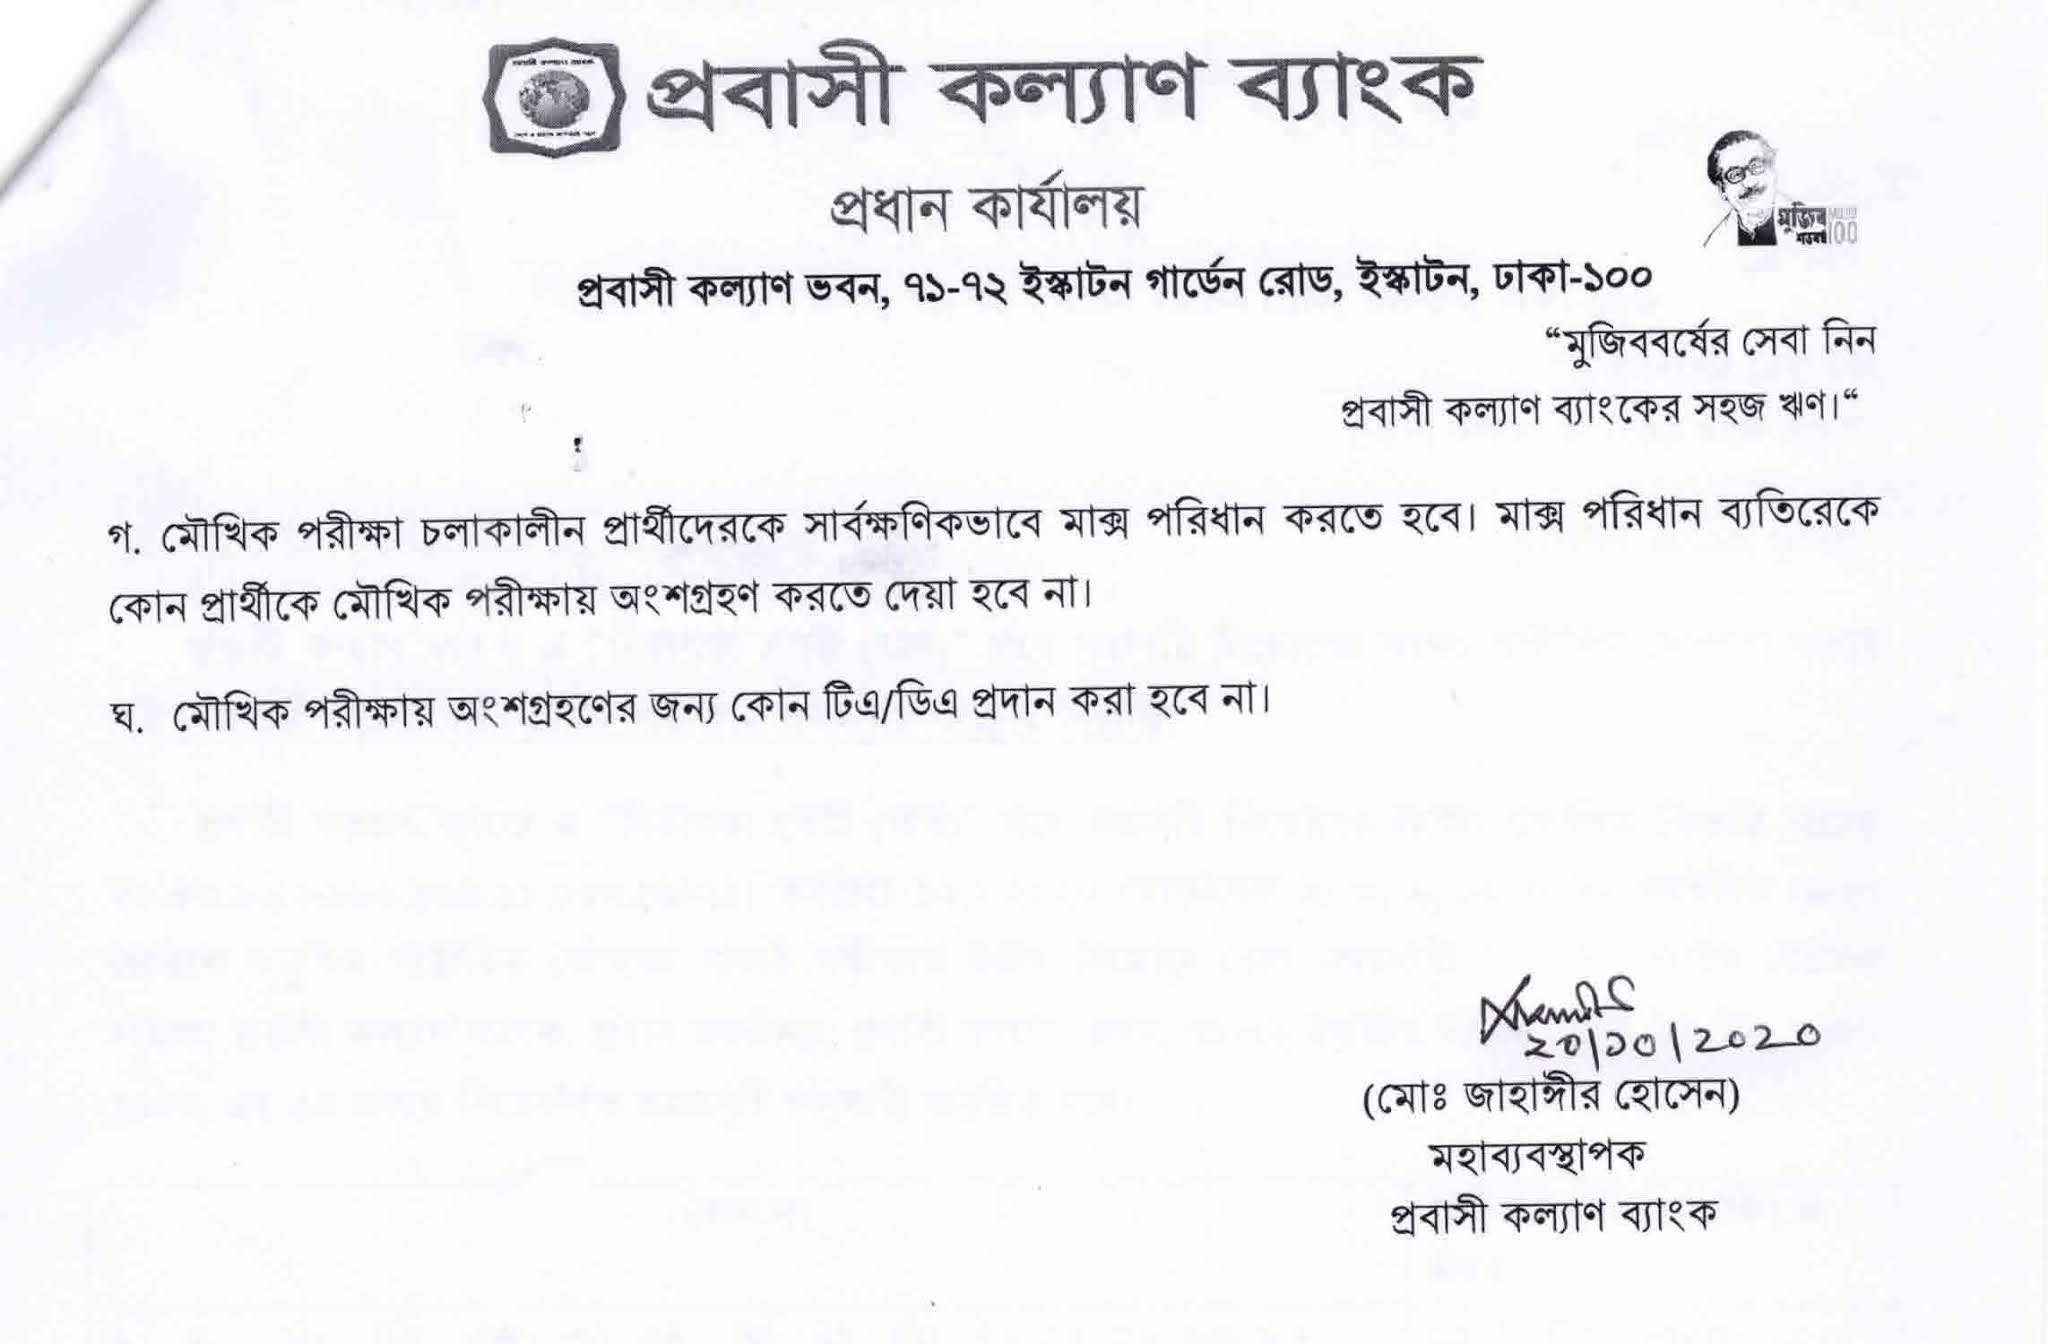 প্রবাসী কল্যাণ ব্যাংক
প্রধান কার্যালয়
মুজিব
শতবর্ষ 100
প্রবাসী কল্যাণ ভবন, ৭১-৭২ ইস্কাটন গার্ডেন রোড, ইস্কাটন, ঢাকা-১০০০
“মুজিববর্ষের সেবা নিন
প্রবাসী কল্যাণ ব্যাংকের সহজ ঋণ।“
গ. মৌখিক পরীক্ষা চলাকালীন প্রার্থীদেরকে সার্বক্ষণিকভাবে মাক্স পরিধান করতে হবে। মাক্স পরিধান ব্যতিরেকে
কোন প্রার্থীকে মৌখিক পরীক্ষায় অংশগ্রহণ করতে দেয়া হবে না।
ঘ. মৌখিক পরীক্ষায় অংশগ্রহণের জন্য কোন টিএ/ডিএ প্রদান করা হবে না।
২০/১০/২০২০
(মোঃ জাহাঙ্গীর হোসেন)
মহাব্যবস্থাপক
প্রবাসী কল্যাণ ব্যাংক